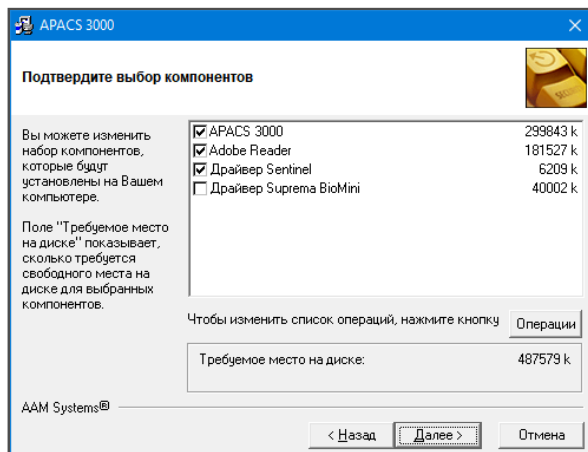 APACS 3000
Подтвердите выбор компонентов
Вы можете изменить
набор компонентов,
которые будут
установлены на Вашем
компьютере.
Поле "Требуемое место
на диске" показывает,
сколько требуется
свободного места на
диске для выбранных
компонентов.
APACS 3000 299843 k
Adobe Reader 181527 k
Драйвер Sentinel 6209 k
Драйвер Suprema BioMini 40002 k
Чтобы изменить список операций, нажмите кнопку Операции
Требуемое место на диске: 487579 k
AAM Systems®
< Назад Далее > Отмена